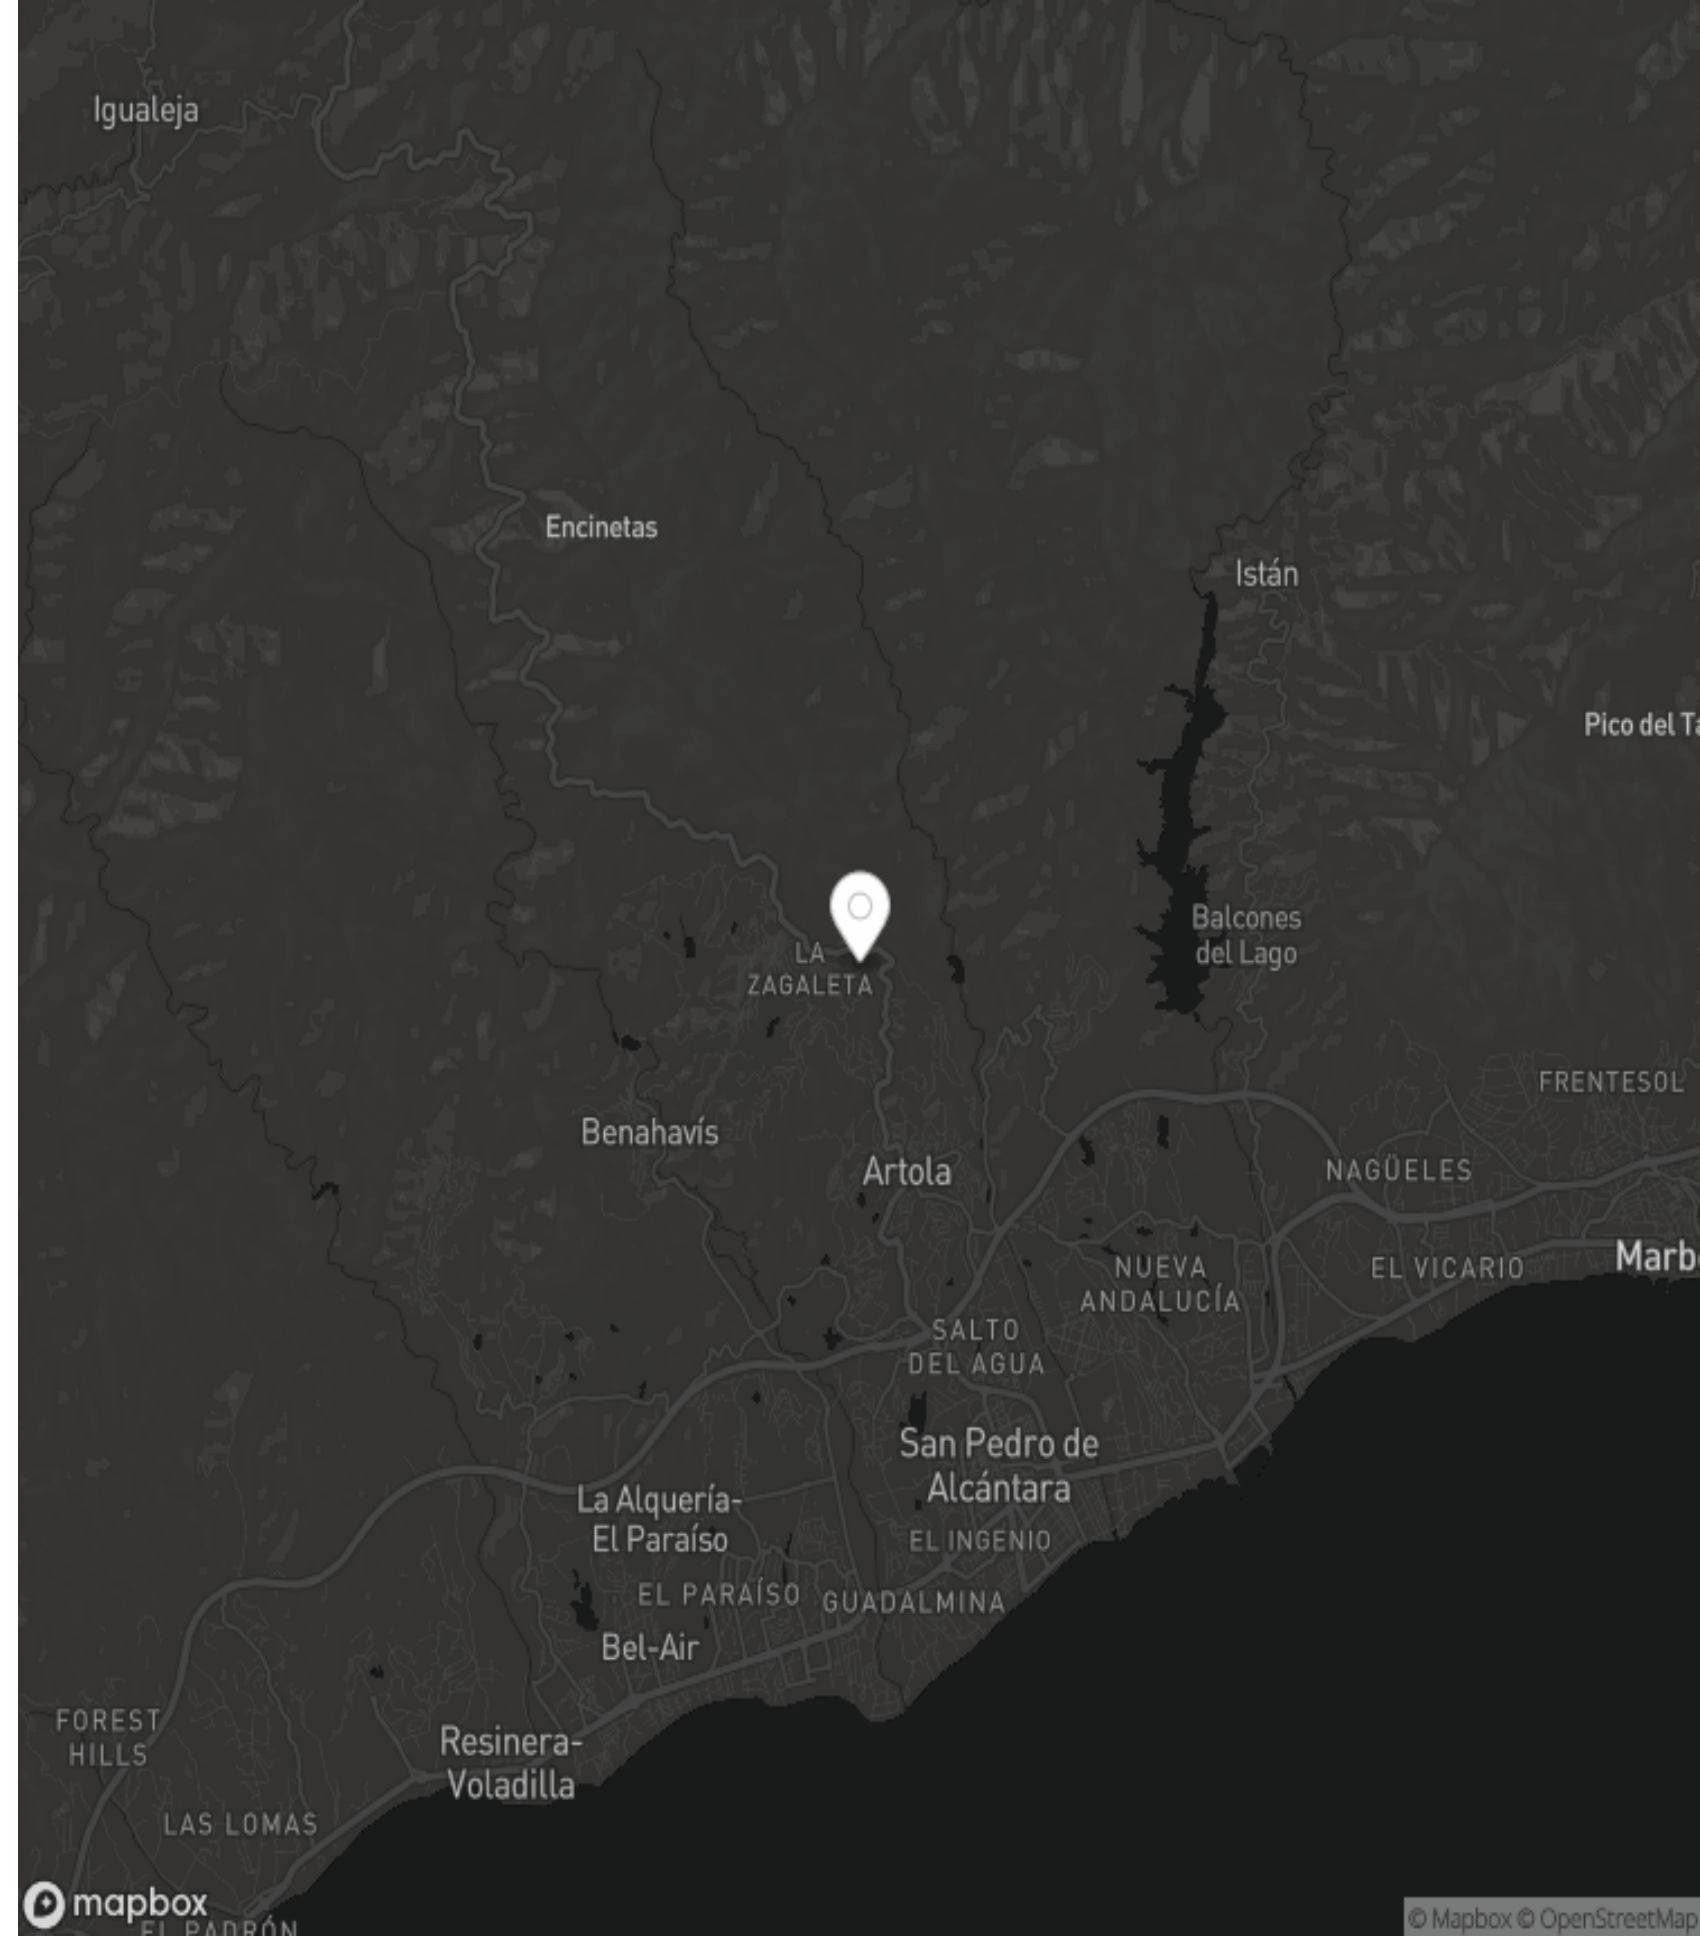 Igualeja
Encinetas
Istán
Pico del Ta
Balcones
del Lago
LA
ZAGALETA
FRENTESOL
Benahavís
Artola
NAGÜELES
NUEVA
ANDALUCÍA
EL VICARIO
Marb
SALTO
DEL AGUA
San Pedro de
Alcántara
La Alquería-
El Paraíso
EL INGENIO
EL PARAÍSO
GUADALMINA
Bel-Air
FOREST
HILLS
Resinera-
Voladilla
LAS LOMAS
mapbox
EL PADRÓN
© Mapbox © OpenStreetMap